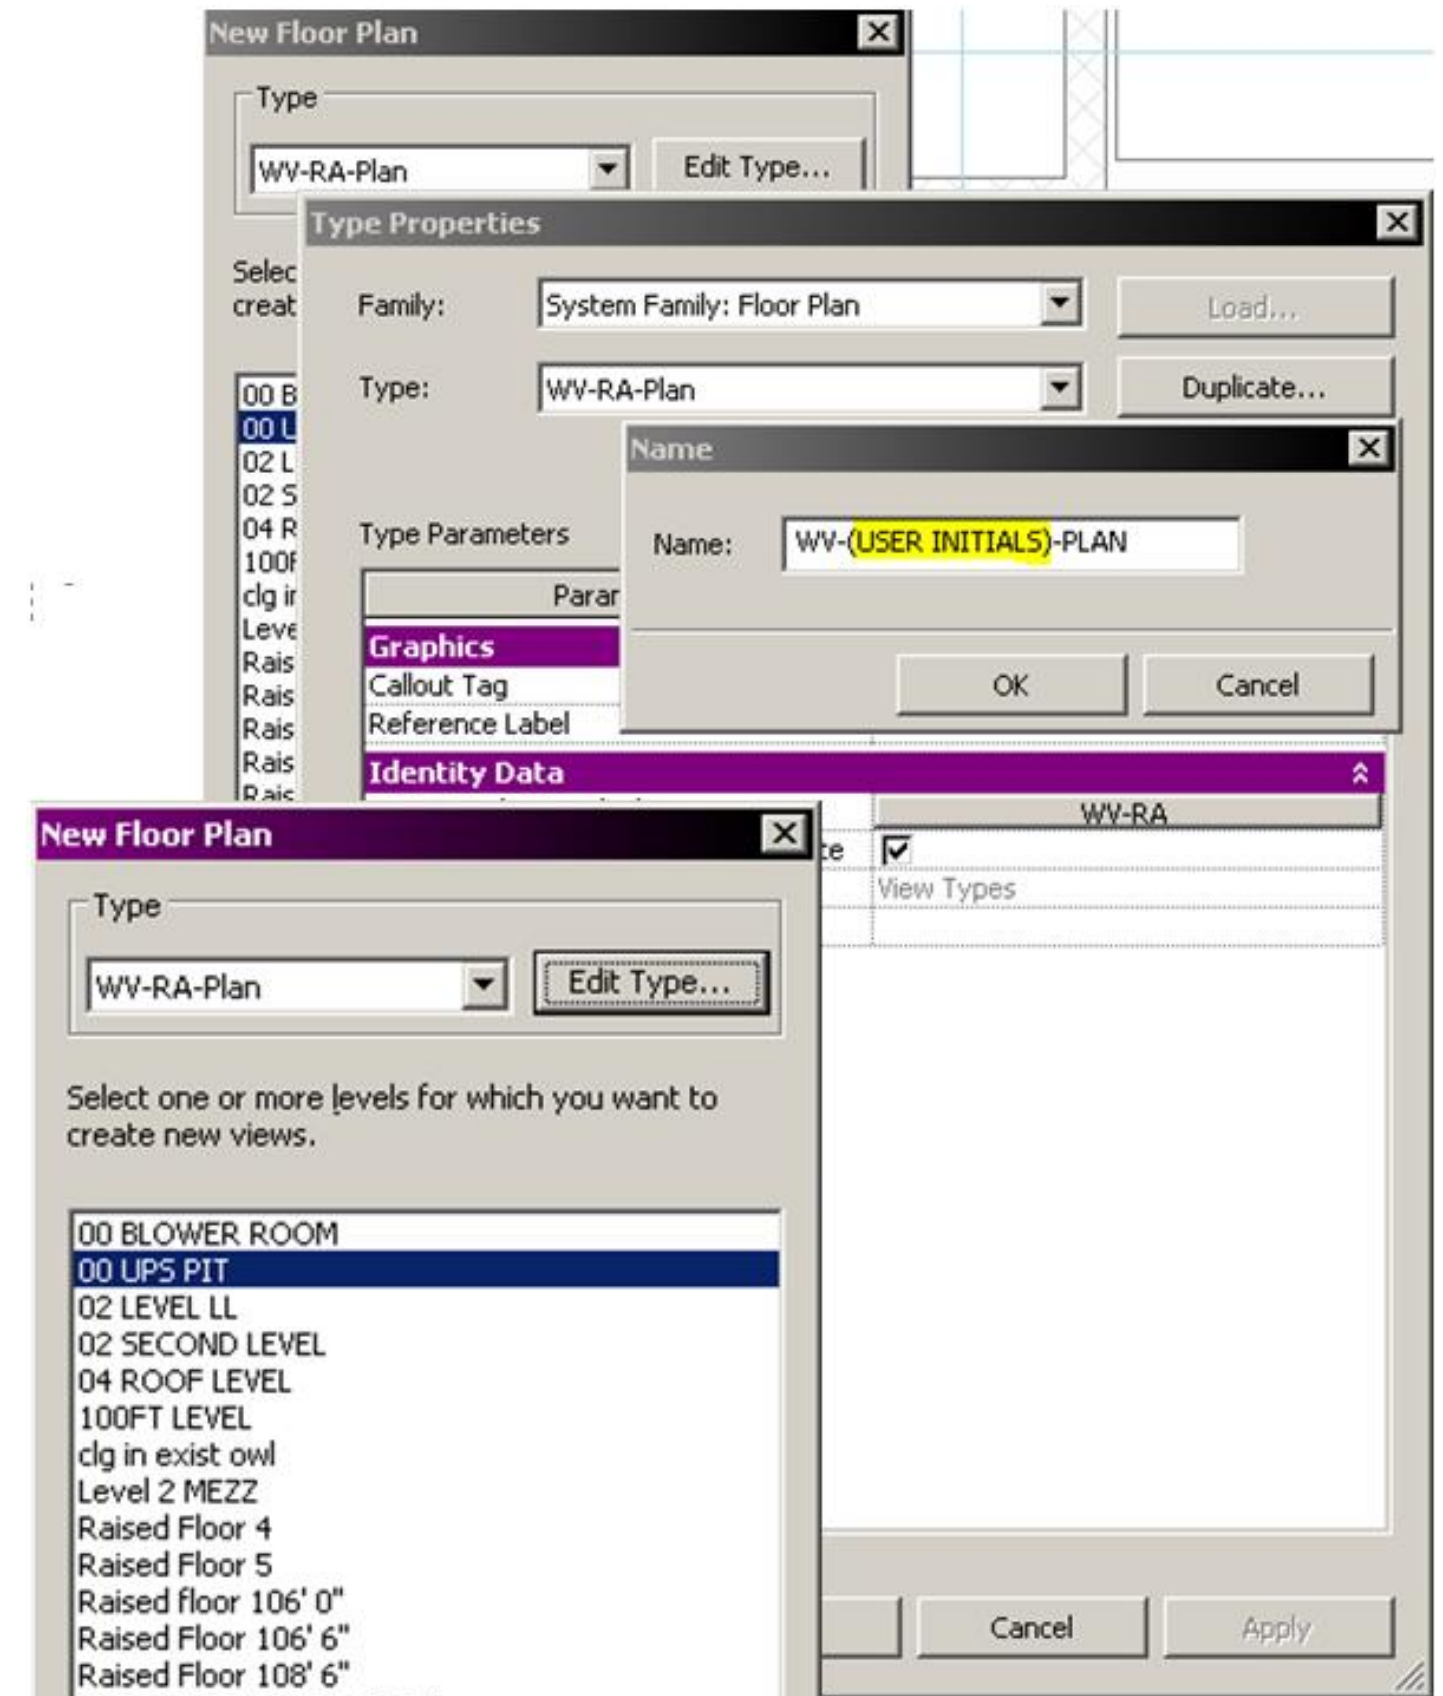 New Floor Plan
Type
WV-RA-Plan
Edit Type...
Type Properties
Selec
creat
Family:
System Family: Floor Plan
Load...
Type:
WV-RA-Plan
Duplicate...
00 B
00 U
02 L
02 S
04 R
100F
clg in
Leve
Rais
Rais
Rais
Rais
Rais
Name
Name:
WV-(USER INITIALS)-PLAN
OK
Cancel
Type Parameters
Parar
Graphics
Callout Tag
Reference Label
Identity Data
WV-RA
te
View Types
New Floor Plan
Type
WV-RA-Plan
Edit Type...
Select one or more levels for which you want to
create new views.
00 BLOWER ROOM
00 UPS PIT
02 LEVEL LL
02 SECOND LEVEL
04 ROOF LEVEL
100FT LEVEL
clg in exist owl
Level 2 MEZZ
Raised Floor 4
Raised Floor 5
Raised floor 106' 0"
Raised Floor 106' 6"
Raised Floor 108' 6"
Cancel
Apply